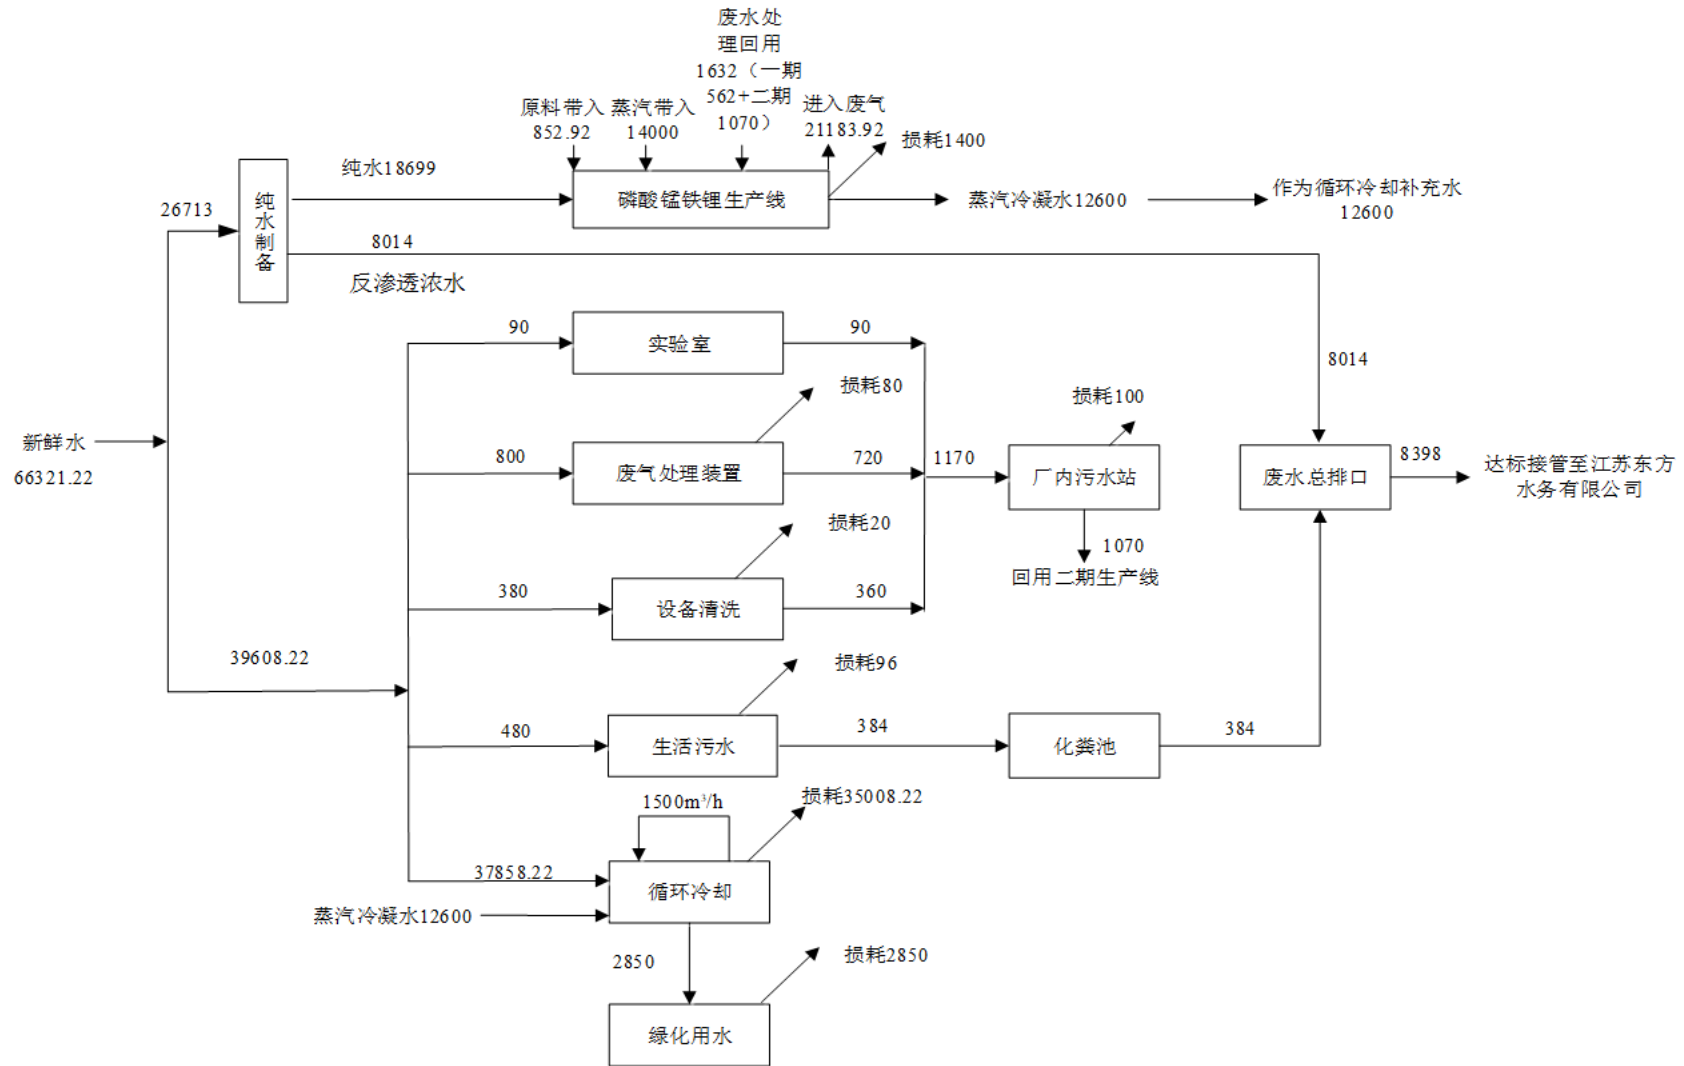 废水处
理回用
1632（一期
562+二期
1070）
原料带入
852.92
蒸汽带入
14000
进入废气
21183.92
损耗1400
纯水18699
磷酸锰铁锂生产线
蒸汽冷凝水12600
作为循环冷却补充水
12600
26713
纯水制备
8014
反渗透浓水
90
实验室
90
8014
损耗80
损耗100
新鲜水
66321.22
800
废气处理装置
720
1170
厂内污水站
废水总排口
8398
达标接管至江苏东方
水务有限公司
损耗20
1070
回用二期生产线
380
设备清洗
360
39608.22
损耗96
480
生活污水
384
化粪池
384
1500m³/h
损耗35008.22
37858.22
循环冷却
蒸汽冷凝水12600
2850
损耗2850
绿化用水